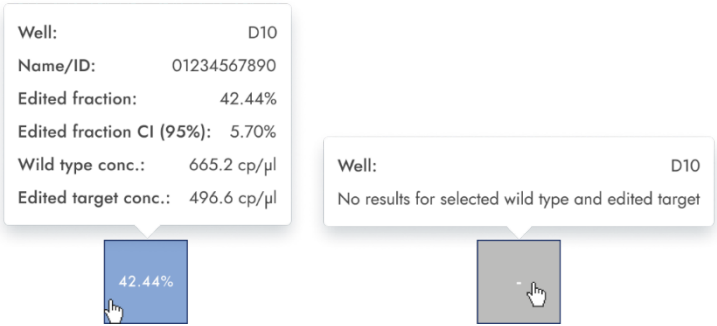 Well: D10
Name/ID: 01234567890
Edited fraction: 42.44%
Edited fraction CI (95%): 5.70%
Wild type conc.: 665.2 cp/µl
Edited target conc.: 496.6 cp/µl
42.44%
Well: D10
No results for selected wild type and edited target
-